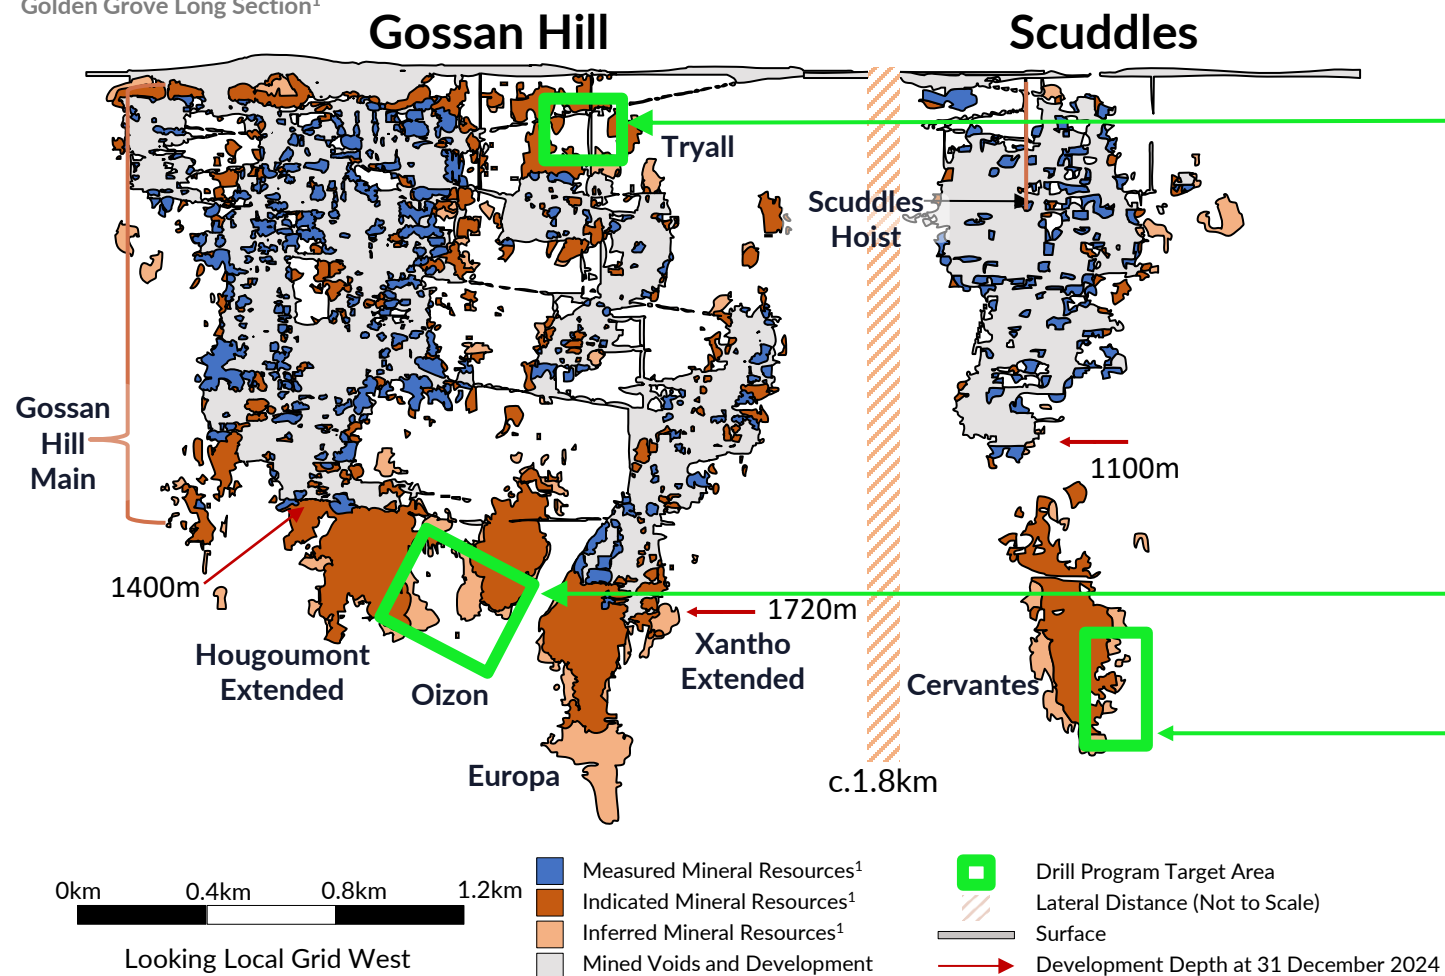 Golden Grove Long Section¹
Gossan Hill
Scuddles
Tryall
Scuddles
Hoist
Gossan
Hill
Main
1100m
1400m
1720m
Hougoumont
Extended
Oizon
Xantho
Extended
Cervantes
Europa
c.1.8km
0km
0.4km
0.8km
1.2km
Looking Local Grid West
Measured Mineral Resources¹
Indicated Mineral Resources¹
Inferred Mineral Resources¹
Mined Voids and Development
Drill Program Target Area
Lateral Distance (Not to Scale)
Surface
Development Depth at 31 December 2024